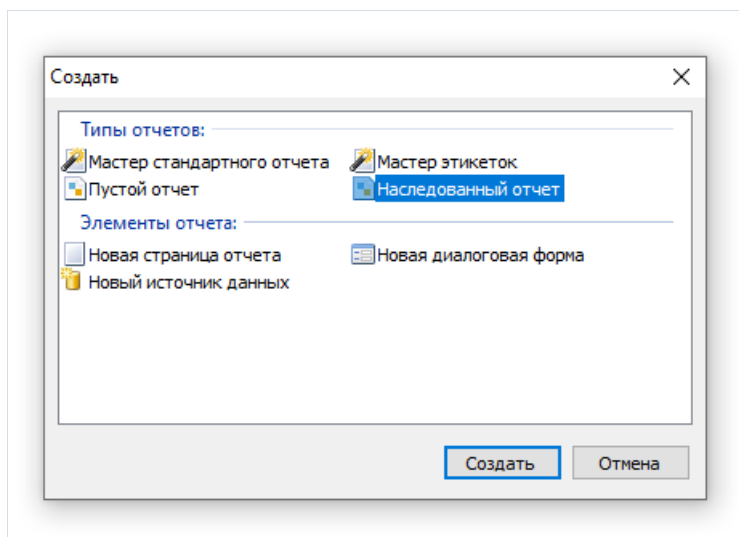 Создать
Типы отчетов:
Мастер стандартного отчета Мастер этикеток
Пустой отчет Наследованный отчет
Элементы отчета:
Новая страница отчета Новая диалоговая форма
Новый источник данных
Создать Отмена